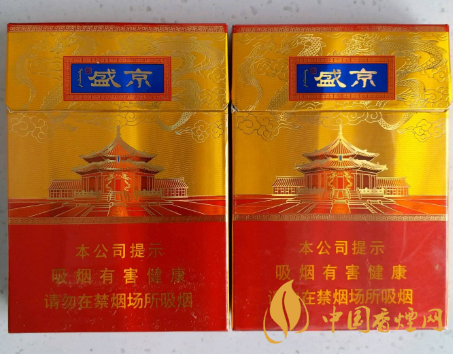 盛京
本公司提示
吸烟有害健康
请勿在禁烟场所吸烟
盛京
本公司提示
吸烟有害健康
请勿在禁烟场所吸烟
中国香烟网